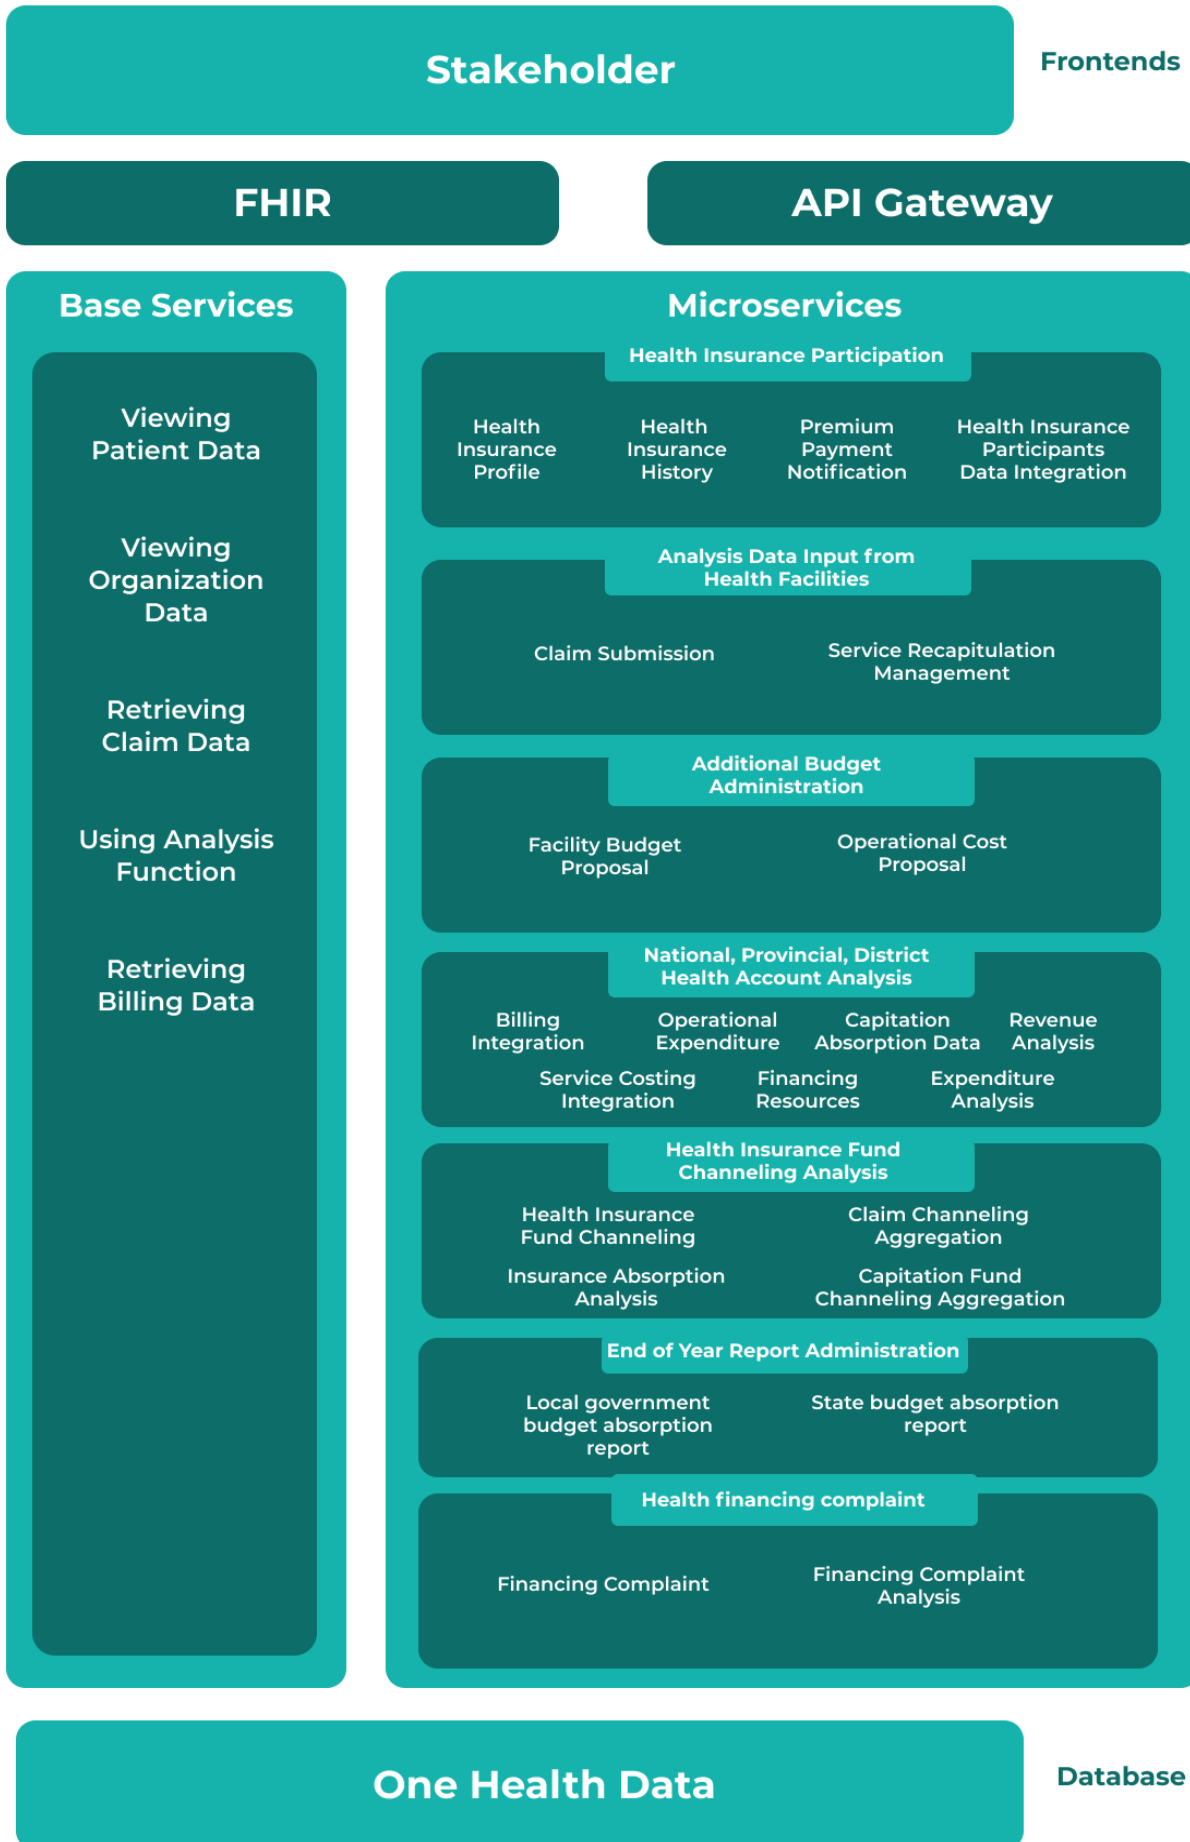 Stakeholder
Frontends
FHIR
API Gateway
Base Services
Viewing
Patient Data
Viewing
Organization
Data
Retrieving
Claim Data
Using Analysis
Function
Retrieving
Billing Data
Microservices
Health Insurance Participation
Health
Insurance
Profile
Health
Insurance
History
Premium
Payment
Notification
Health Insurance
Participants
Data Integration
Analysis Data Input from
Health Facilities
Claim Submission
Service Recapitulation
Management
Additional Budget
Administration
Facility Budget
Proposal
Operational Cost
Proposal
National, Provincial, District
Health Account Analysis
Billing
Integration
Operational
Expenditure
Capitation
Absorption Data
Revenue
Analysis
Service Costing
Integration
Financing
Resources
Expenditure
Analysis
Health Insurance Fund
Channeling Analysis
Health Insurance
Fund Channeling
Claim Channeling
Aggregation
Insurance Absorption
Analysis
Capitation Fund
Channeling Aggregation
End of Year Report Administration
Local government
budget absorption
report
State budget absorption
report
Health financing complaint
Financing Complaint
Financing Complaint
Analysis
One Health Data
Database